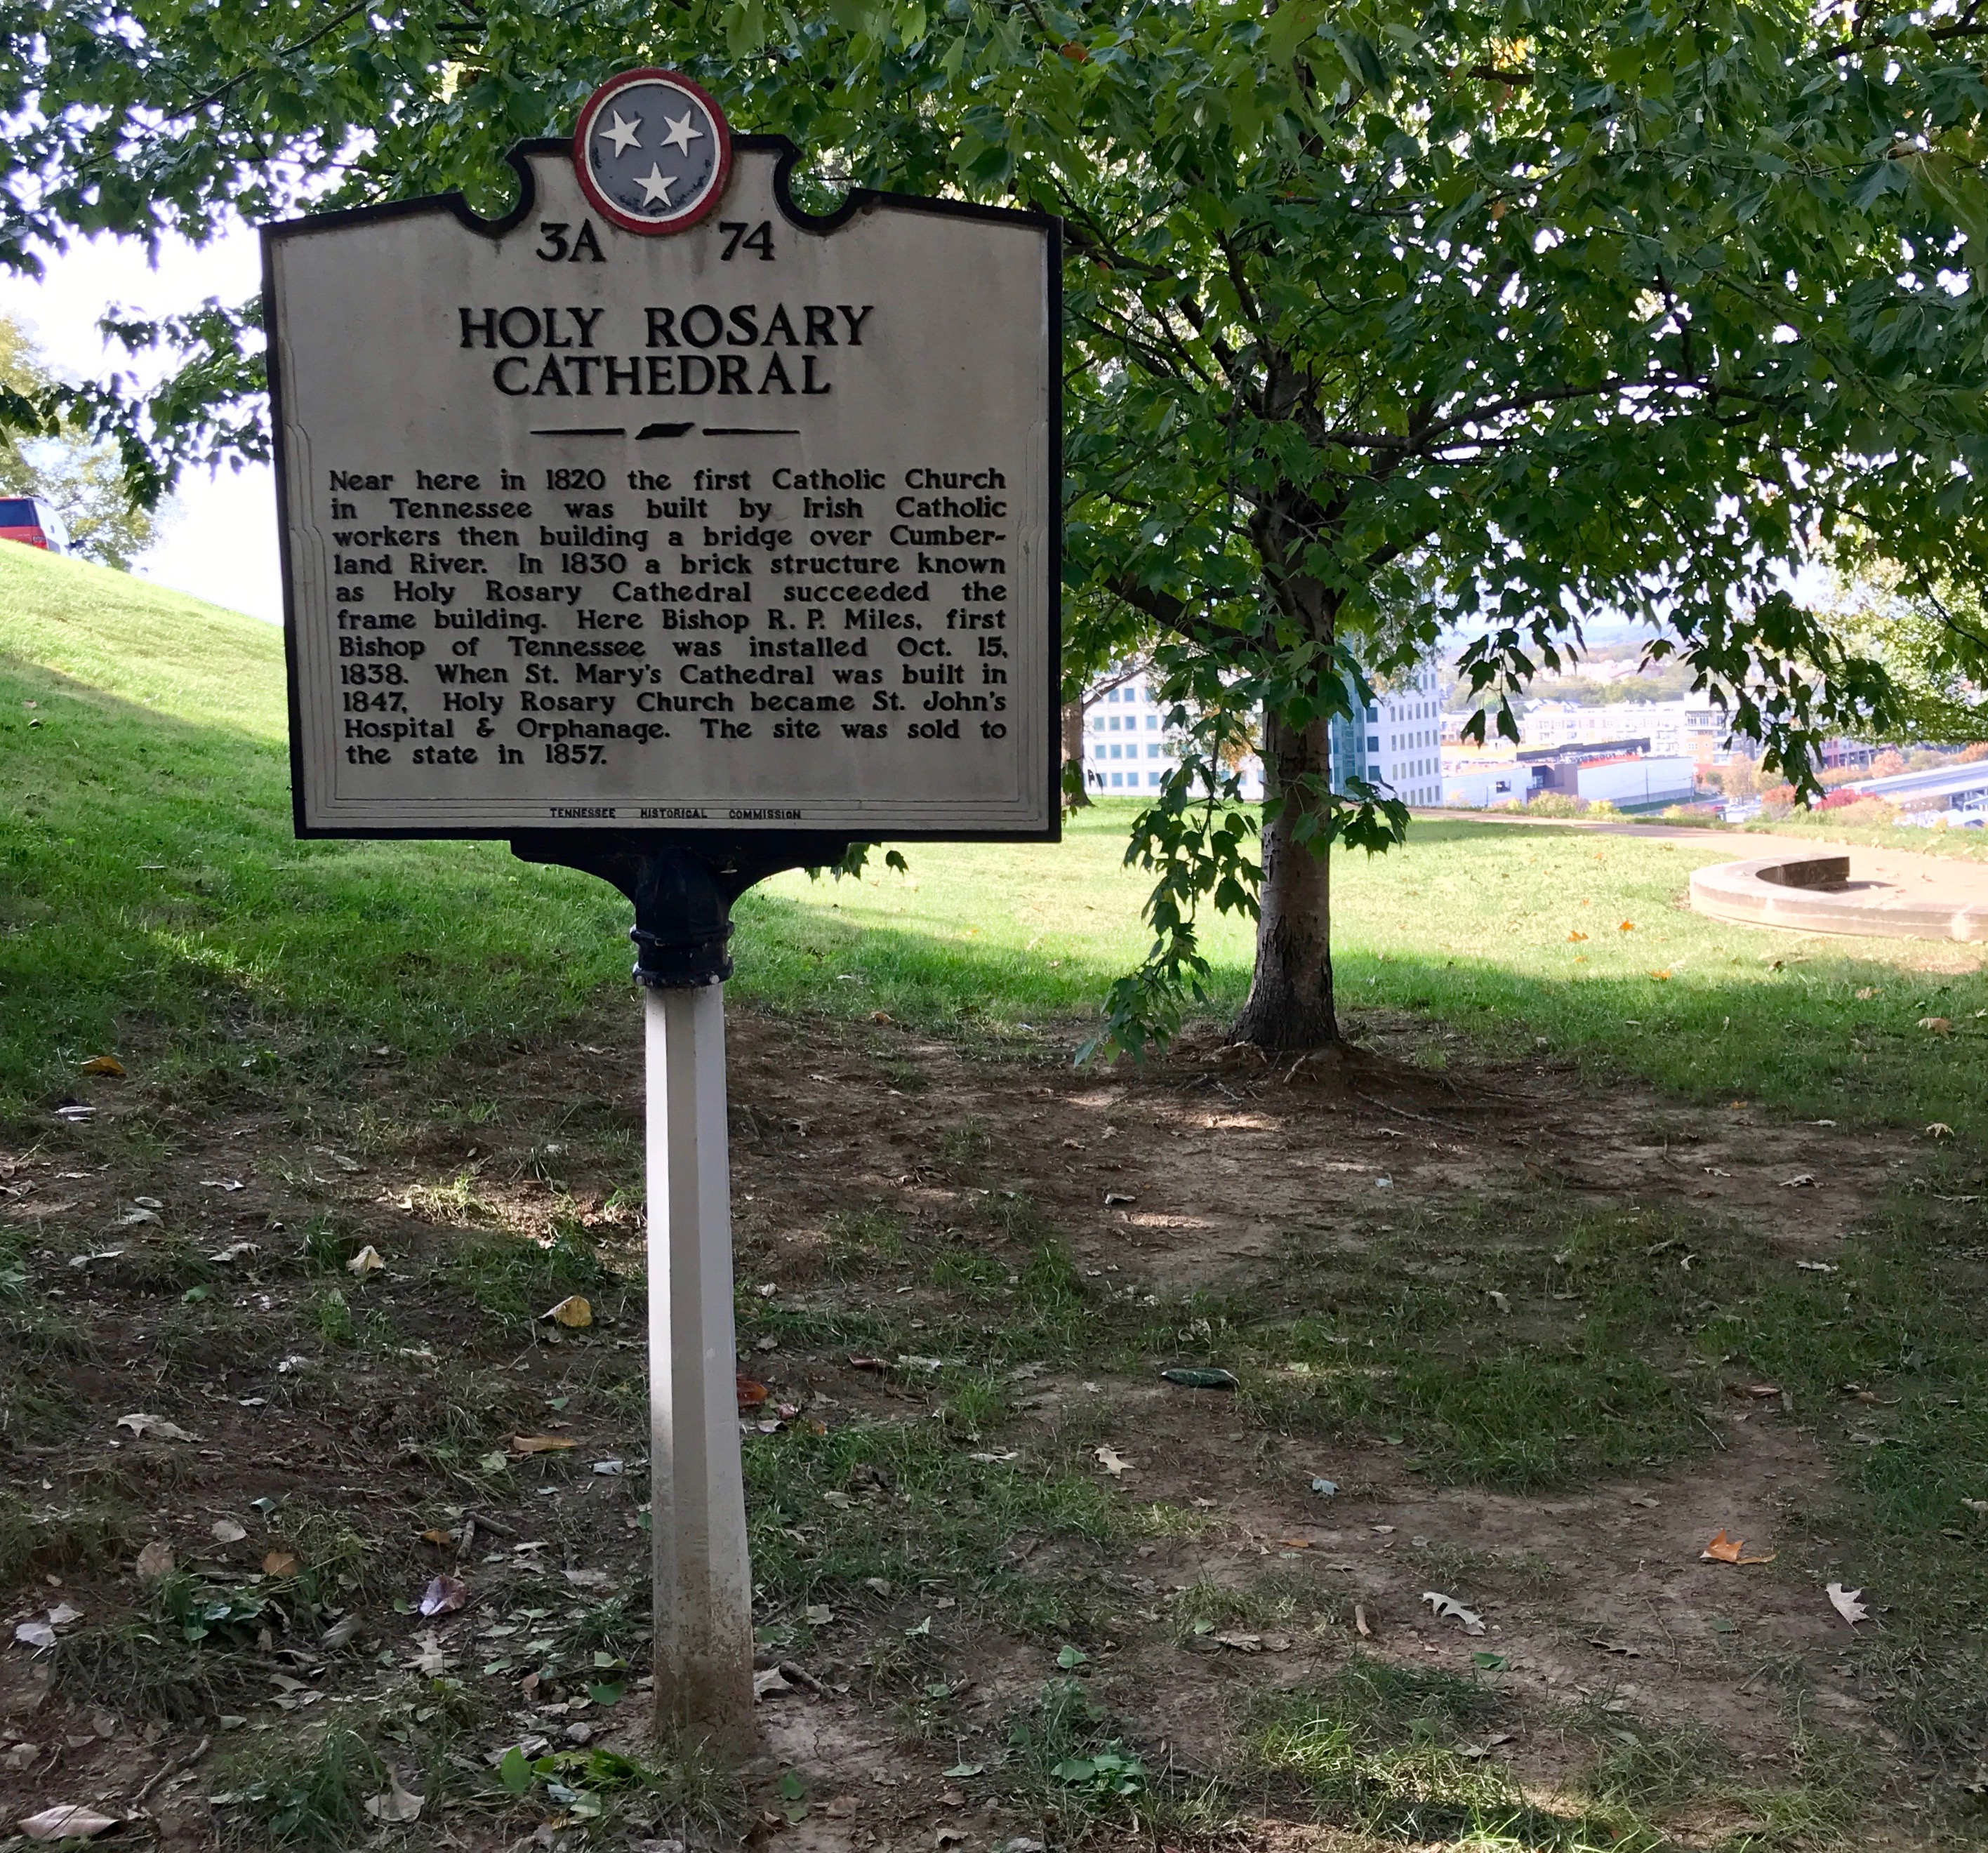 3A 74
HOLY ROSARY
CATHEDRAL
Near here in 1820 the first Catholic Church
in Tennessee was built by Irish Catholic
workers then building a bridge over Cumber-
land River. In 1830 a brick structure known
as Holy Rosary Cathedral succeeded the
frame building. Here Bishop R. P. Miles, first
Bishop of Tennessee was installed Oct. 15,
1838. When St. Mary's Cathedral was built in
1847, Holy Rosary Church became St. John's
Hospital & Orphanage. The site was sold to
the state in 1857.
TENNESSEE HISTORICAL COMMISSION